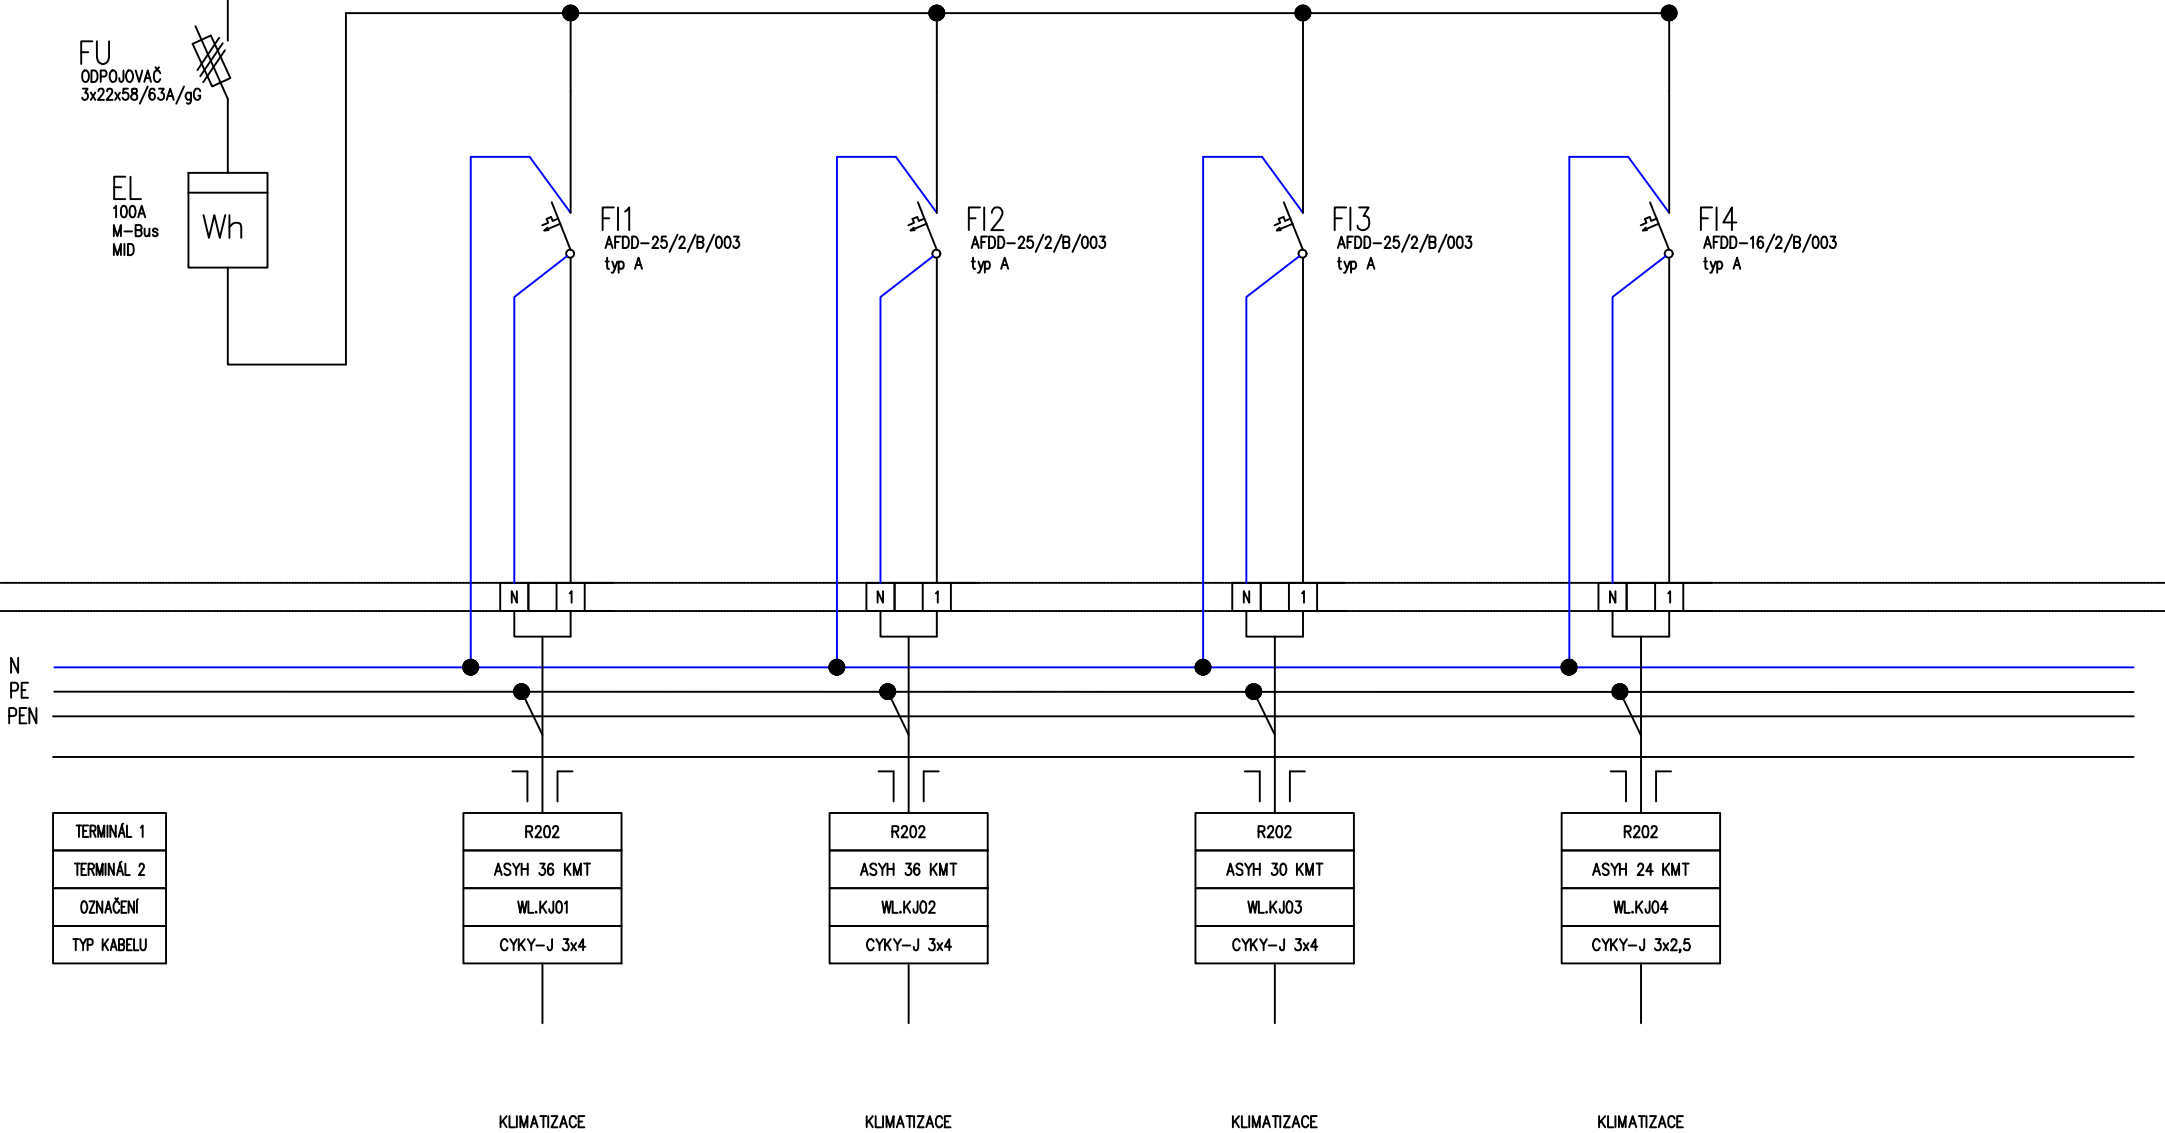 FU
ODPOJOVAČ
3x22x58/63A/gG
EL
100A
M-Bus
MID
Wh
FI1
AFDD-25/2/B/003
typ A
FI2
AFDD-25/2/B/003
typ A
FI3
AFDD-25/2/B/003
typ A
FI4
AFDD-16/2/B/003
typ A
N 1 N 1 N 1 N 1
N
PE
PEN
TERMINÁL 1 R202 R202 R202 R202
TERMINÁL 2 ASYH 36 KMT ASYH 36 KMT ASYH 30 KMT ASYH 24 KMT
OZNAČENÍ WL.KJ01 WL.KJ02 WL.KJ03 WL.KJ04
TYP KABELU CYKY-J 3x4 CYKY-J 3x4 CYKY-J 3x4 CYKY-J 3x2,5
KLIMATIZACE KLIMATIZACE KLIMATIZACE KLIMATIZACE